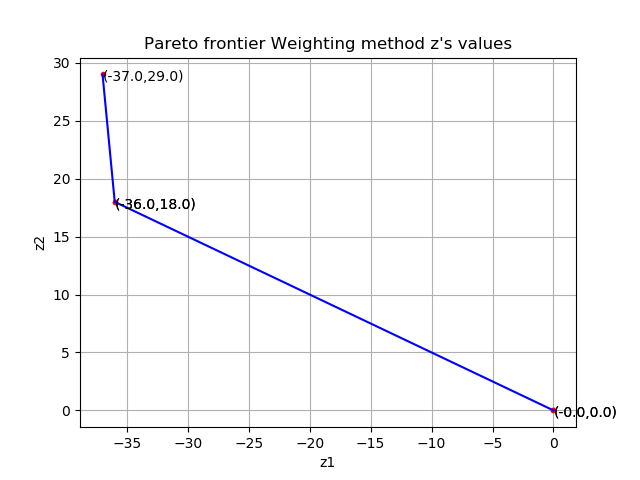 Pareto frontier Weighting method z's values
30
(-37.0,29.0)
25
20
(-36.0,18.0)
15
z2
10
5
0
(-0.0,0.0)
−35 −30 −25 −20 −15 −10 −5 0
z1